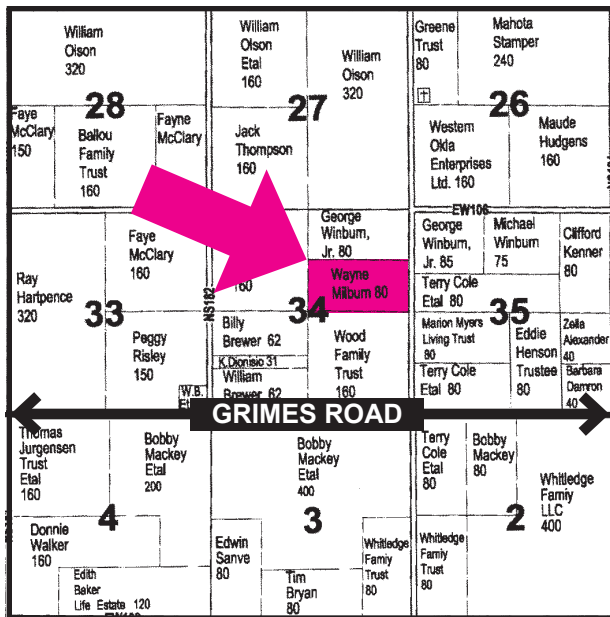 William
Olson
320
28
Faye
McClary
150
Ballou
Family
Trust
160
Fayne
McClary
William
Olson
Etal
160
William
Olson
320
27
Jack
Thompson
160
Greene
Trust
80
Mahota
Stamper
240
26
Western
Okla
Enterprises
Ltd. 160
Maude
Hudgens
160
EW106
Ray
Hartpence
320
Faye
McClary
160
33
Peggy
Risley
150
W.B.
NS182
160
George
Winburn,
Jr. 80
Wayne
Milburn 80
34
Billy
Brewer 62
K.Dionisio 31
William
Brewer 62
Wood
Family
Trust
160
George
Winburn,
Jr. 85
Michael
Winburn
75
Clifford
Kenner
80
Terry Cole
Etal 80
35
Marion Myers
Living Trust
80
Terry Cole
Etal 80
Eddie
Henson
Trustee
80
Zella
Alexander
40
Barbara
Damron
40
GRIMES ROAD
Thomas
Jurgensen
Trust
Etal
160
Bobby
Mackey
Etal
200
4
Donnie
Walker
160
Edith
Baker
Life Estate 120
Bobby
Mackey
Etal
400
3
Edwin
Sanve
80
Tim
Bryan
80
Whitledge
Famiy
Trust
80
Terry
Cole
Etal
80
Bobby
Mackey
80
Whitledge
Famiy
LLC
400
2
Whitledge
Famiy
Trust
80